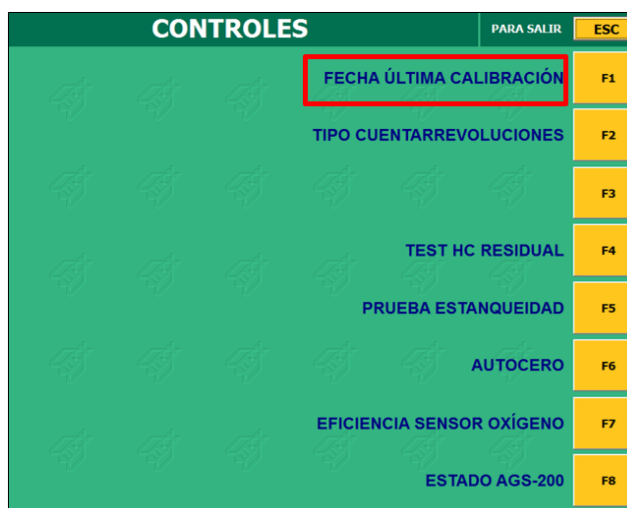 CONTROLES PARA SALIR ESC
FECHA ÚLTIMA CALIBRACIÓN F1
TIPO CUENTARREVOLUCIONES F2
F3
TEST HC RESIDUAL F4
PRUEBA ESTANQUEIDAD F5
AUTOCERO F6
EFICIENCIA SENSOR OXÍGENO F7
ESTADO AGS-200 F8